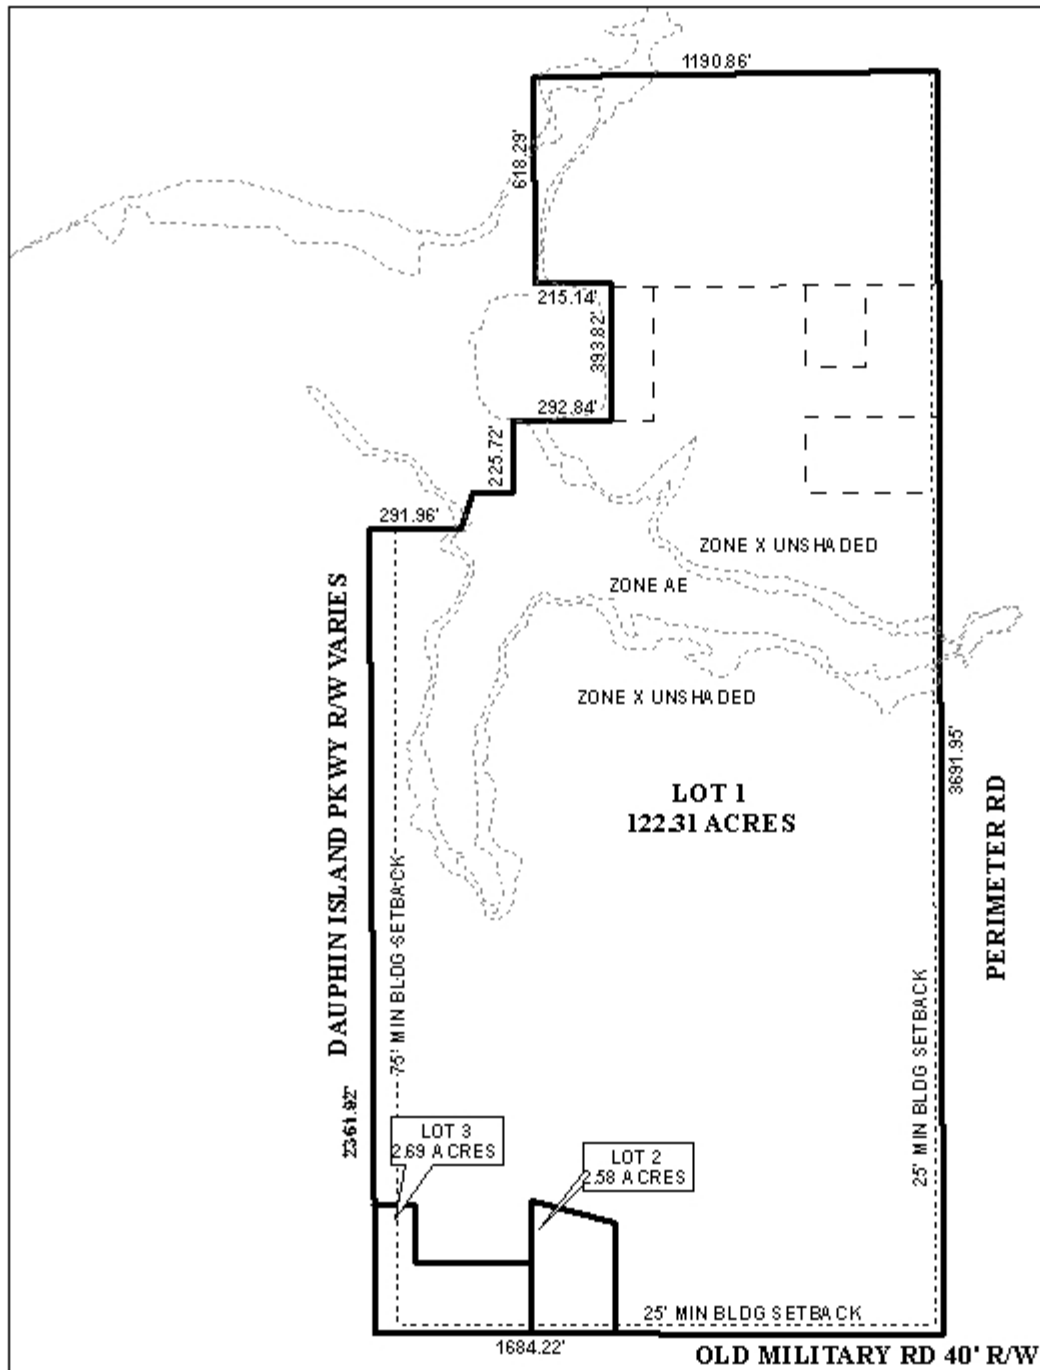 1190.86'
618.29'
215.14'
393.82'
292.84'
225.72'
291.96'
ZONE X UNSHADED
ZONE AE
ZONE X UNSHADED
DAUPHIN ISLAND PKWY R/W VARIES
3691.95'
LOT 1
122.31 ACRES
PERIMETER RD
75' MIN BLDG SETBACK
25' MIN BLDG SETBACK
2361.92'
LOT 3
2.69 ACRES
LOT 2
2.58 ACRES
25' MIN BLDG SETBACK
1684.22'
OLD MILITARY RD 40' R/W